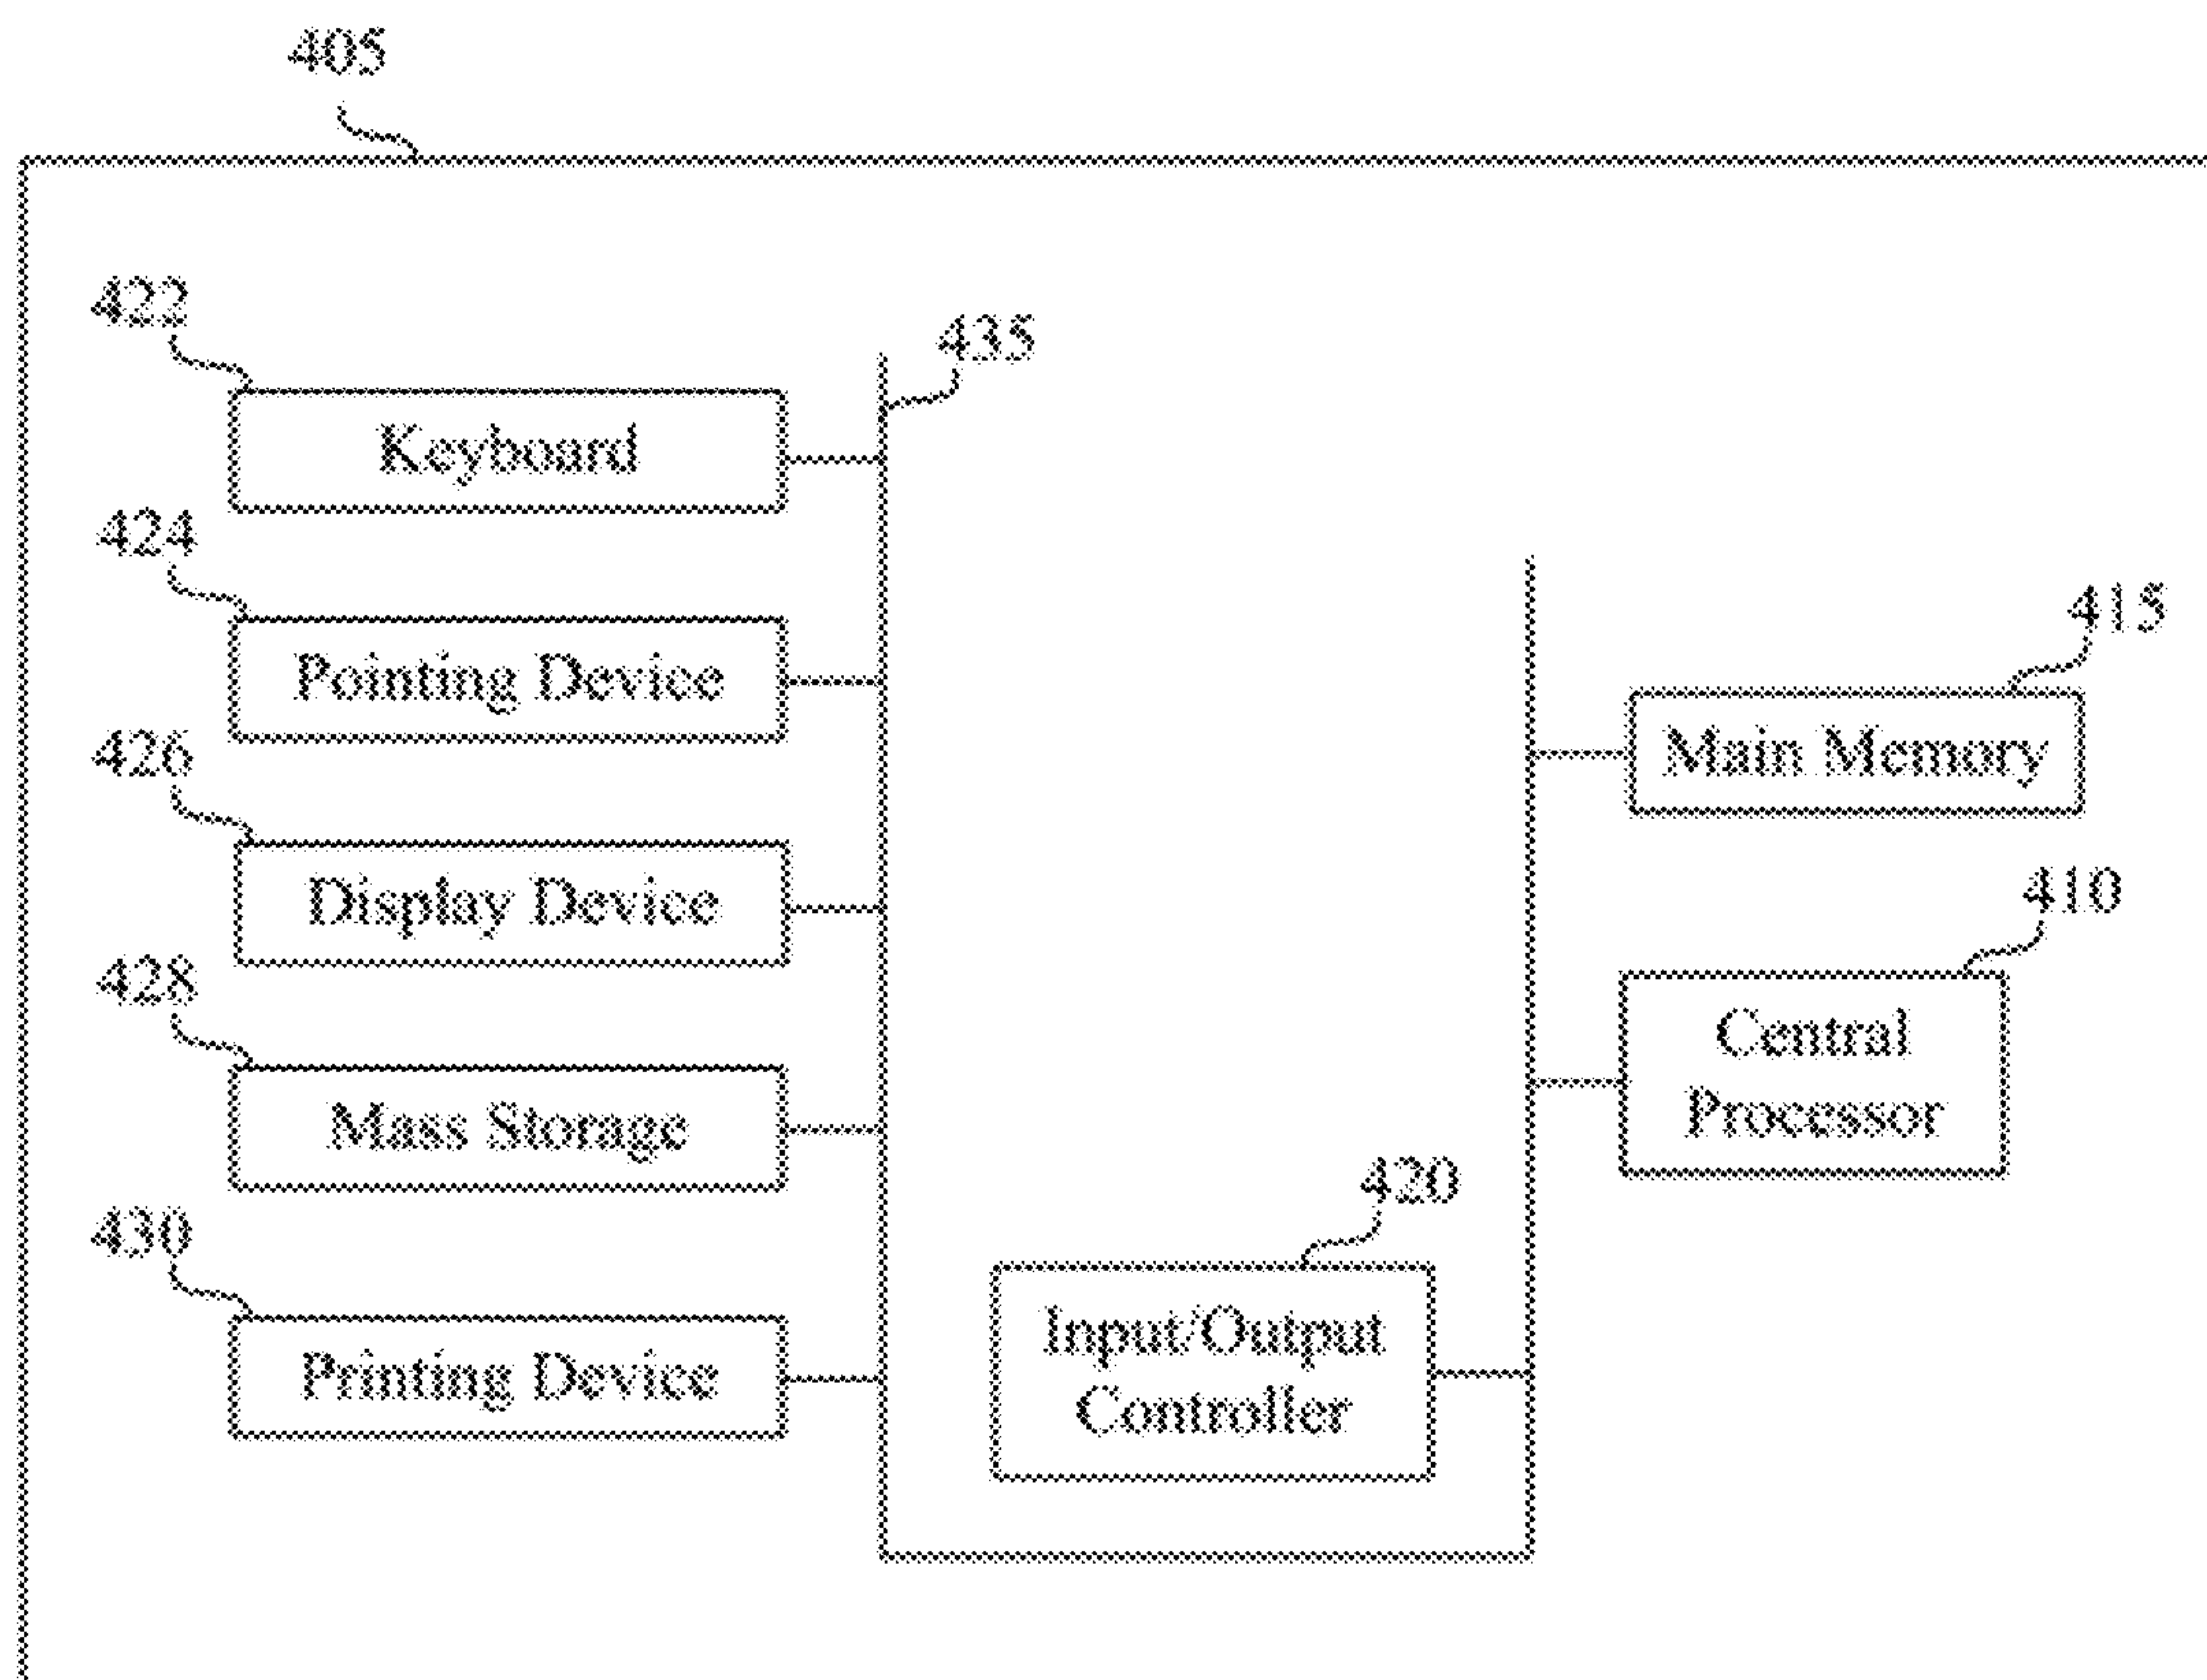 405
422
435
Keyboard
424
Pointing Device
415
Main Memory
426
Display Device
410
Central
Processor
428
Mass Storage
420
430
Input/Output
Controller
Printing Device